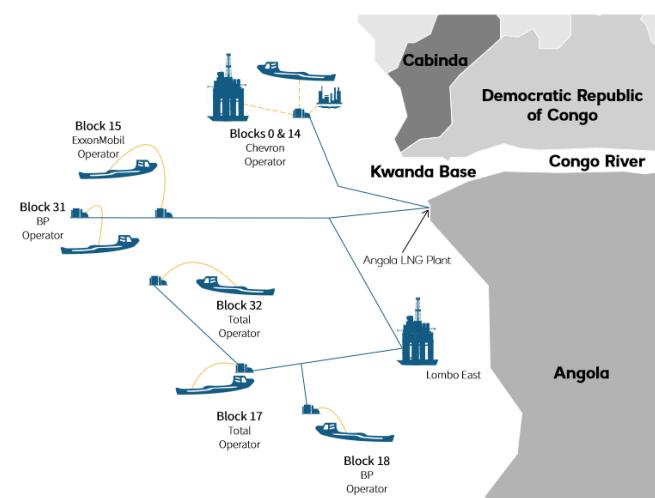 Cabinda
Democratic Republic
of Congo
Blocks 0 & 14
Chevron
Operator
Block 15
ExxonMobil
Operator
Congo River
Kwanda Base
Block 31
BP
Operator
Angola LNG Plant
Block 32
Total
Operator
Lombo East
Angola
Block 17
Total
Operator
Block 18
BP
Operator